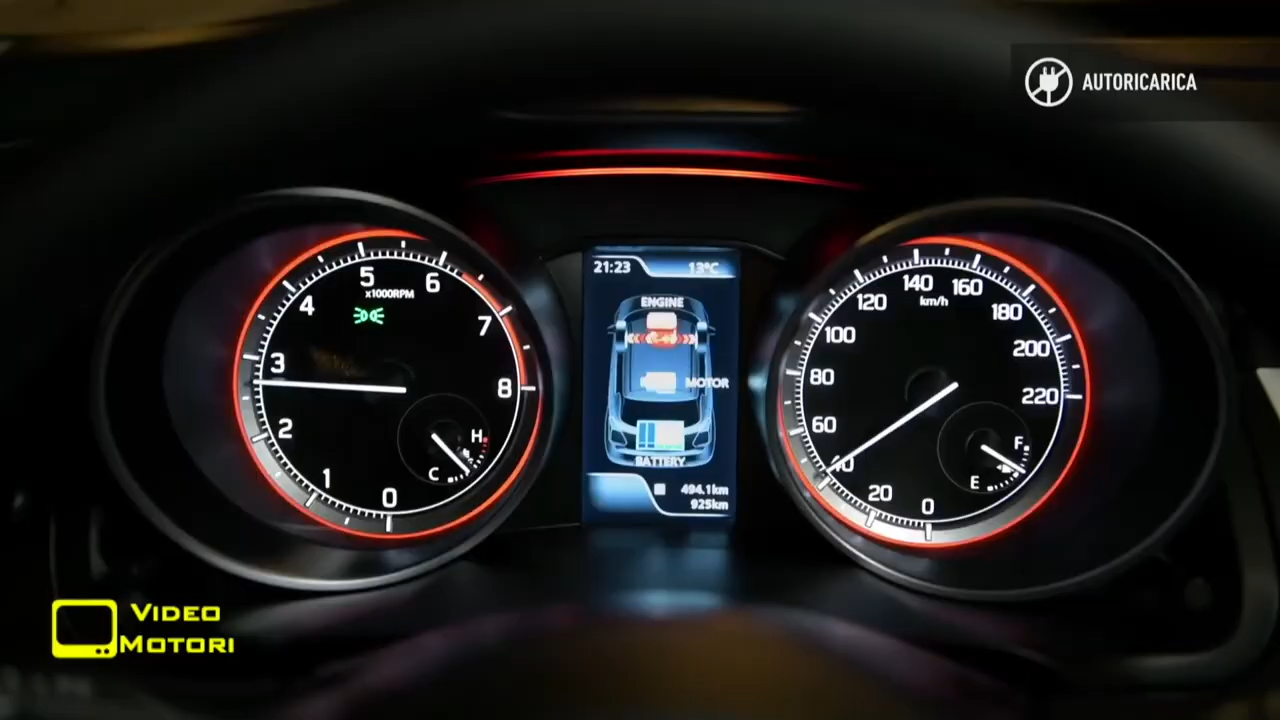 AUTORICARICA
21:23 13°C
ENGINE
MOTOR
BATTERY
494.1km
925km
0
1
2
3
4
5
6
7
8
x1000RPM
H
C
0
20
40
60
80
100
120
140
160
180
200
220
km/h
F
E
VIDEO
MOTORI